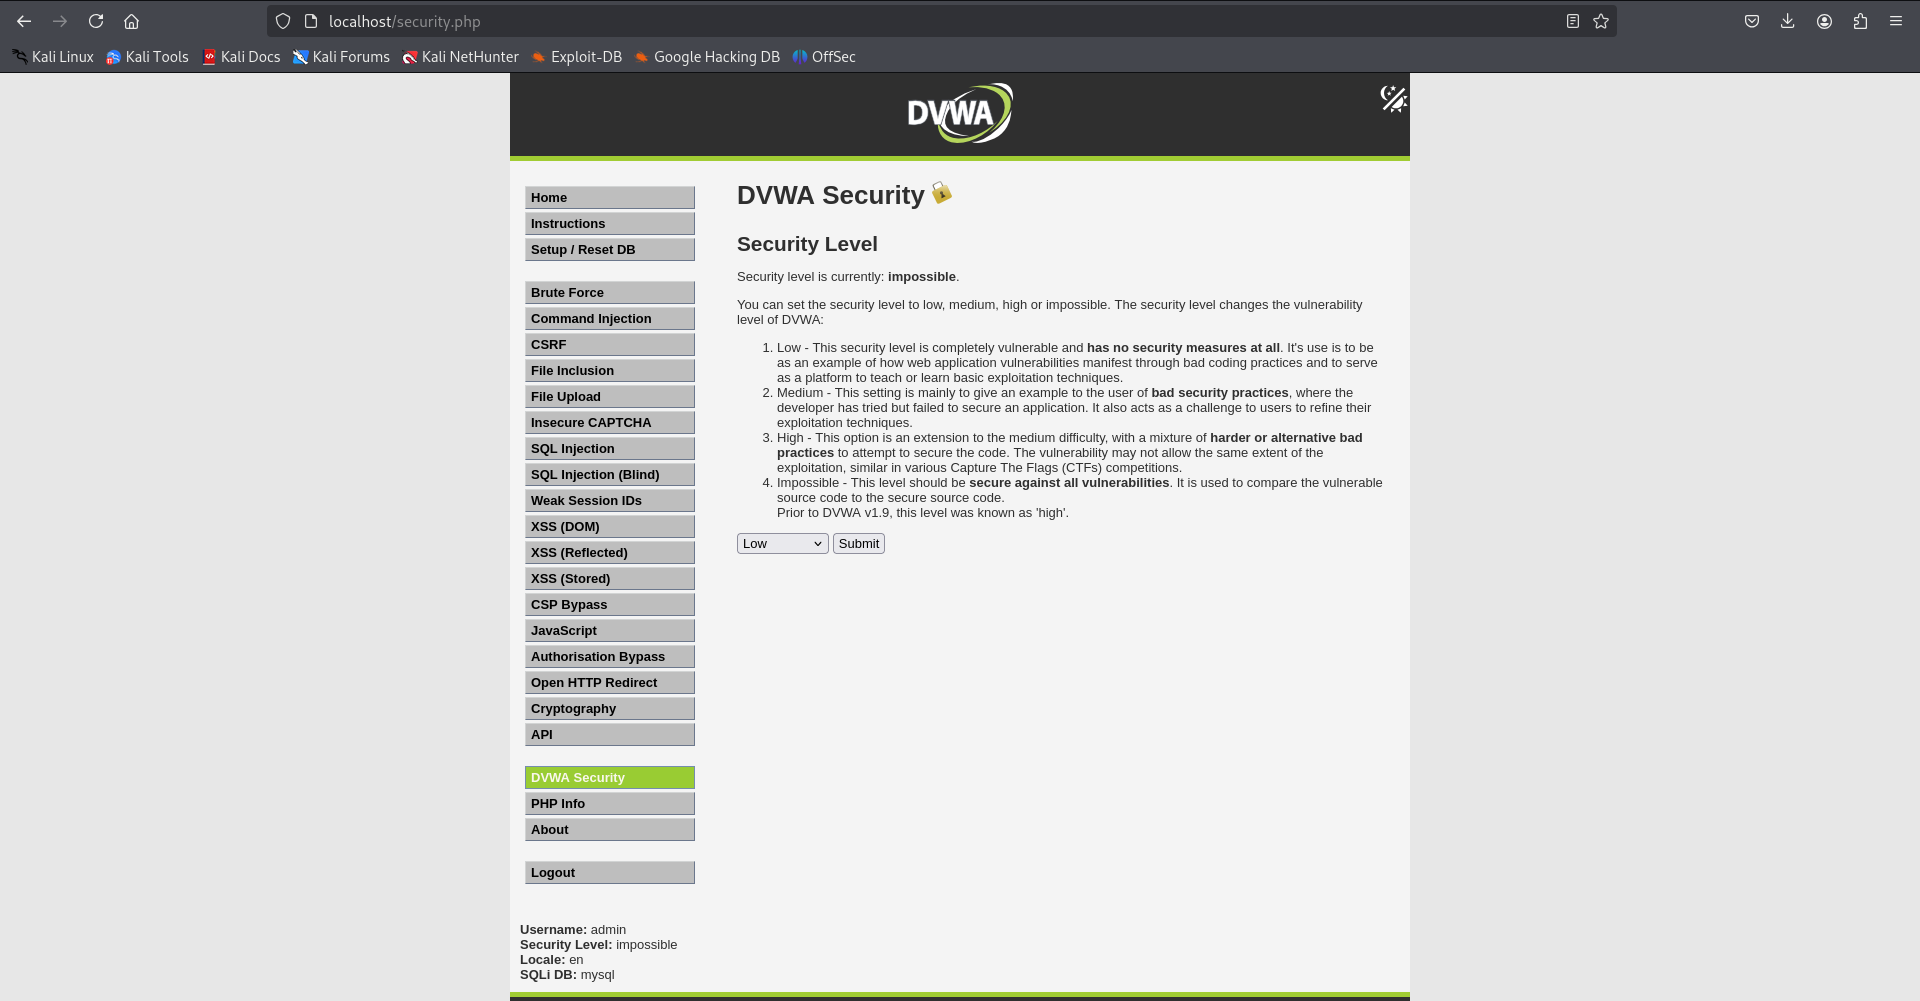 localhost/security.php
Kali Linux Kali Tools Kali Docs Kali Forums Kali NetHunter Exploit-DB Google Hacking DB OffSec
DVWA
Home
Instructions
Setup / Reset DB
Brute Force
Command Injection
CSRF
File Inclusion
File Upload
Insecure CAPTCHA
SQL Injection
SQL Injection (Blind)
Weak Session IDs
XSS (DOM)
XSS (Reflected)
XSS (Stored)
CSP Bypass
JavaScript
Authorisation Bypass
Open HTTP Redirect
Cryptography
API
DVWA Security
PHP Info
About
Logout
DVWA Security
Security Level
Security level is currently: impossible.
You can set the security level to low, medium, high or impossible. The security level changes the vulnerability
level of DVWA:
1. Low - This security level is completely vulnerable and has no security measures at all. It's use is to be
as an example of how web application vulnerabilities manifest through bad coding practices and to serve
as a platform to teach or learn basic exploitation techniques.
2. Medium - This setting is mainly to give an example to the user of bad security practices, where the
developer has tried but failed to secure an application. It also acts as a challenge to users to refine their
exploitation techniques.
3. High - This option is an extension to the medium difficulty, with a mixture of harder or alternative bad
practices to attempt to secure the code. The vulnerability may not allow the same extent of the
exploitation, similar in various Capture The Flags (CTFs) competitions.
4. Impossible - This level should be secure against all vulnerabilities. It is used to compare the vulnerable
source code to the secure source code.
Prior to DVWA v1.9, this level was known as 'high'.
Low Submit
Username: admin
Security Level: impossible
Locale: en
SQLi DB: mysql